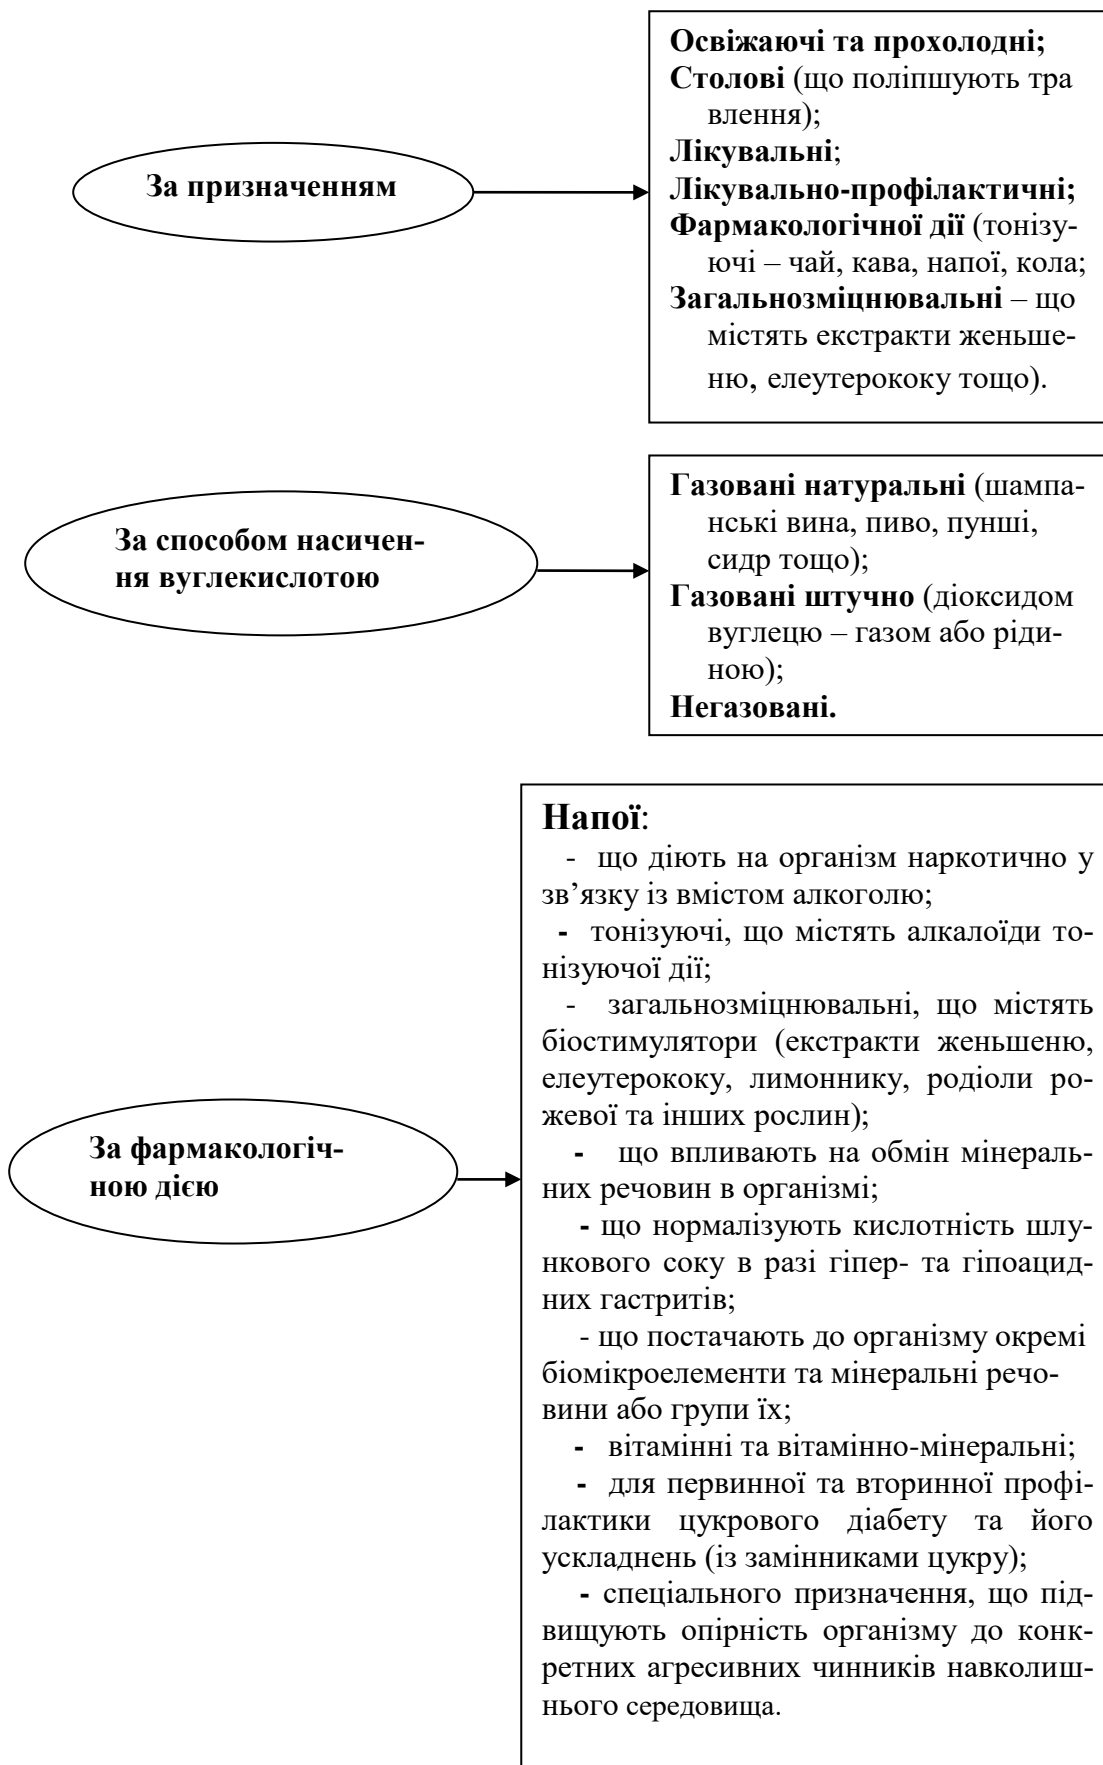 За призначенням
Освіжаючі та прохолодні;
Столові (що поліпшують тра
влення);
Лікувальні;
Лікувально-профілактичні;
Фармакологічної дії (тонізу-
ючі – чай, кава, напої, кола;
Загальнозміцнювальні – що
містять екстракти женьше-
ню, елеутерококу тощо).
За способом насичен-
ня вуглекислотою
Газовані натуральні (шампа-
нські вина, пиво, пунші,
сидр тощо);
Газовані штучно (діоксидом
вуглецю – газом або ріди-
ною);
Негазовані.
За фармакологіч-
ною дією
Напої:
- що діють на організм наркотично у
зв’язку із вмістом алкоголю;
- тонізуючі, що містять алкалоїди то-
нізуючої дії;
- загальнозміцнювальні, що містять
біостимулятори (екстракти женьшеню,
елеутерококу, лимоннику, родіоли ро-
жевої та інших рослин);
- що впливають на обмін мінераль-
них речовин в організмі;
- що нормалізують кислотність шлу-
нкового соку в разі гіпер- та гіпоацид-
них гастритів;
- що постачають до організму окремі
біомікроелементи та мінеральні речо-
вини або групи їх;
- вітамінні та вітамінно-мінеральні;
- для первинної та вторинної профі-
лактики цукрового діабету та його
ускладнень (із замінниками цукру);
- спеціального призначення, що під-
вищують опірність організму до конк-
ретних агресивних чинників навколиш-
нього середовища.